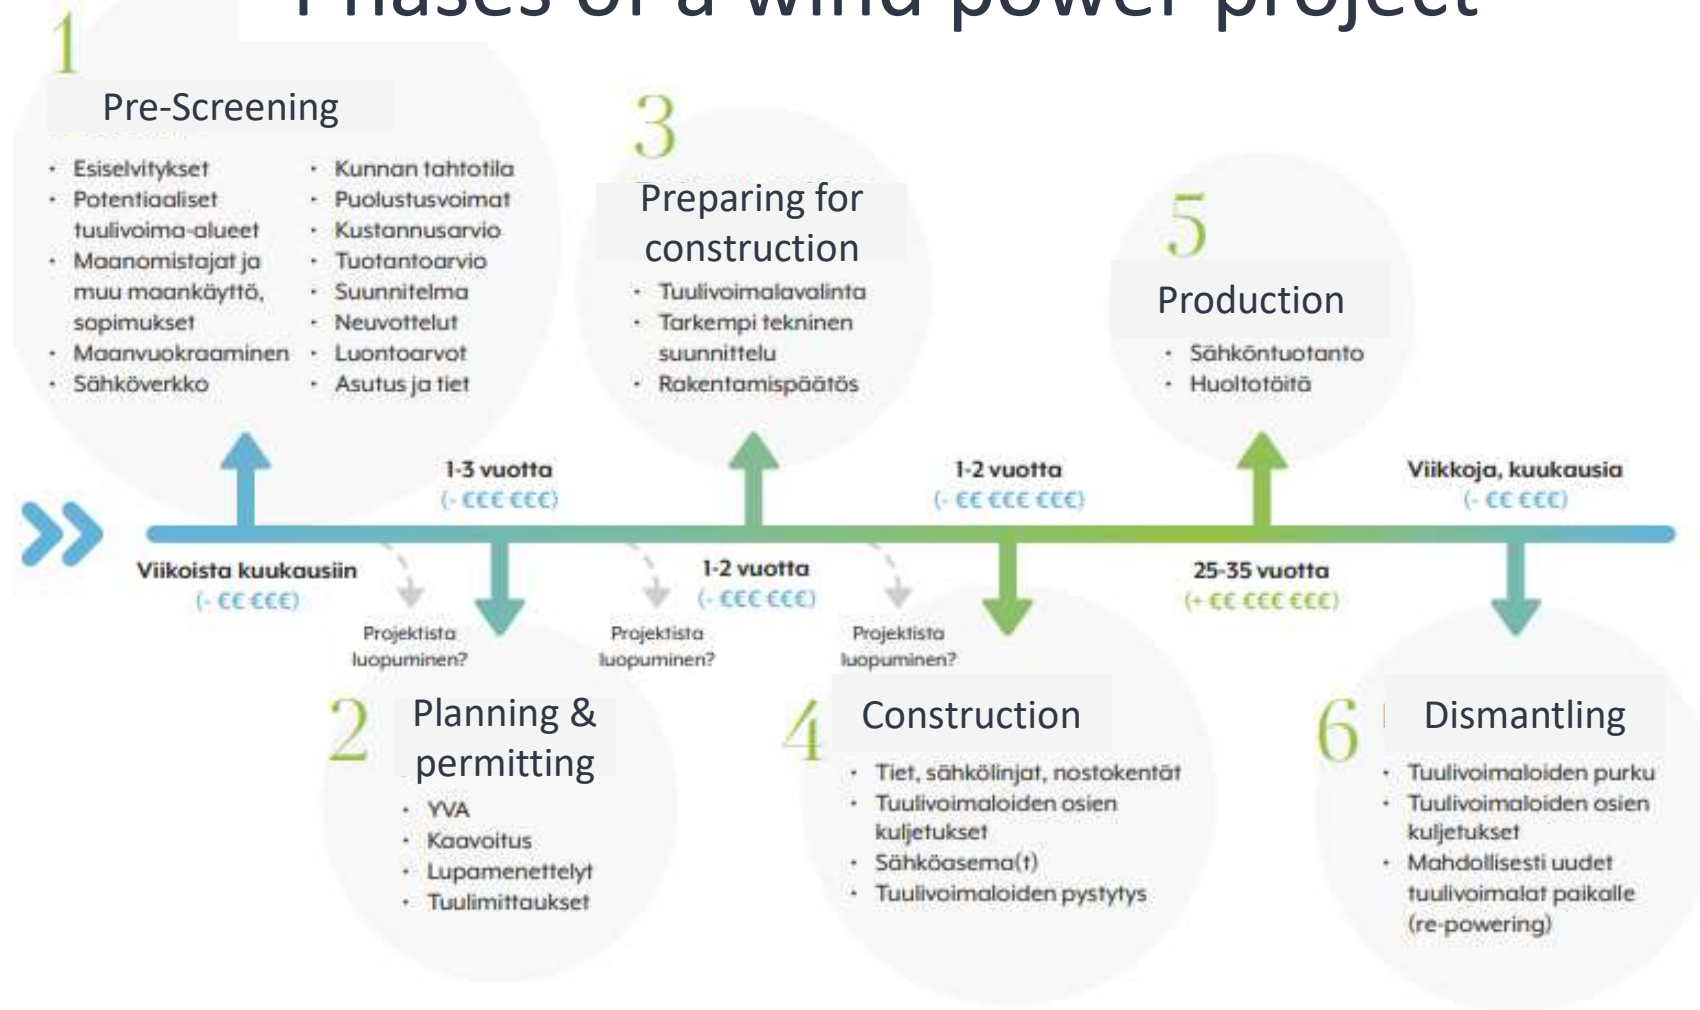 Phases of a wind power project
1
Pre-Screening
· Esiselvitykset
· Potentiaaliset
tuulivoima-alueet
· Maanomistajat ja
muu maankäyttö,
sopimukset
· Maanvuokraaminen
· Sähköverkko
· Kunnan tahtotila
· Puolustusvoimat
· Kustannusarvio
· Tuotantoarvio
· Suunnitelma
· Neuvottelut
· Luontoarvot
· Asutus ja tiet
3
Preparing for
construction
· Tuulivoimalavalinta
· Tarkempi tekninen
suunnittelu
· Rakentamispäätös
5
Production
· Sähköntuotanto
· Huoltotöitä
1-3 vuotta
(- €€€ €€€)
1-2 vuotta
(- €€ €€€ €€€)
Viikkoja, kuukausia
(- €€ €€€)
Viikoista kuukausiin
(- €€ €€€)
1-2 vuotta
(- €€€ €€€)
25-35 vuotta
(+ €€ €€€ €€€)
Projektista
luopuminen?
Projektista
luopuminen?
Projektista
luopuminen?
2
Planning &
permitting
· YVA
· Kaavoitus
· Lupamenettelyt
· Tuulimittaukset
4
Construction
· Tiet, sähkölinjat, nostokentät
· Tuulivoimaloiden osien
kuljetukset
· Sähköasema(t)
· Tuulivoimaloiden pystytys
6
Dismantling
· Tuulivoimaloiden purku
· Tuulivoimaloiden osien
kuljetukset
· Mahdollisesti uudet
tuulivoimalat paikalle
(re-powering)